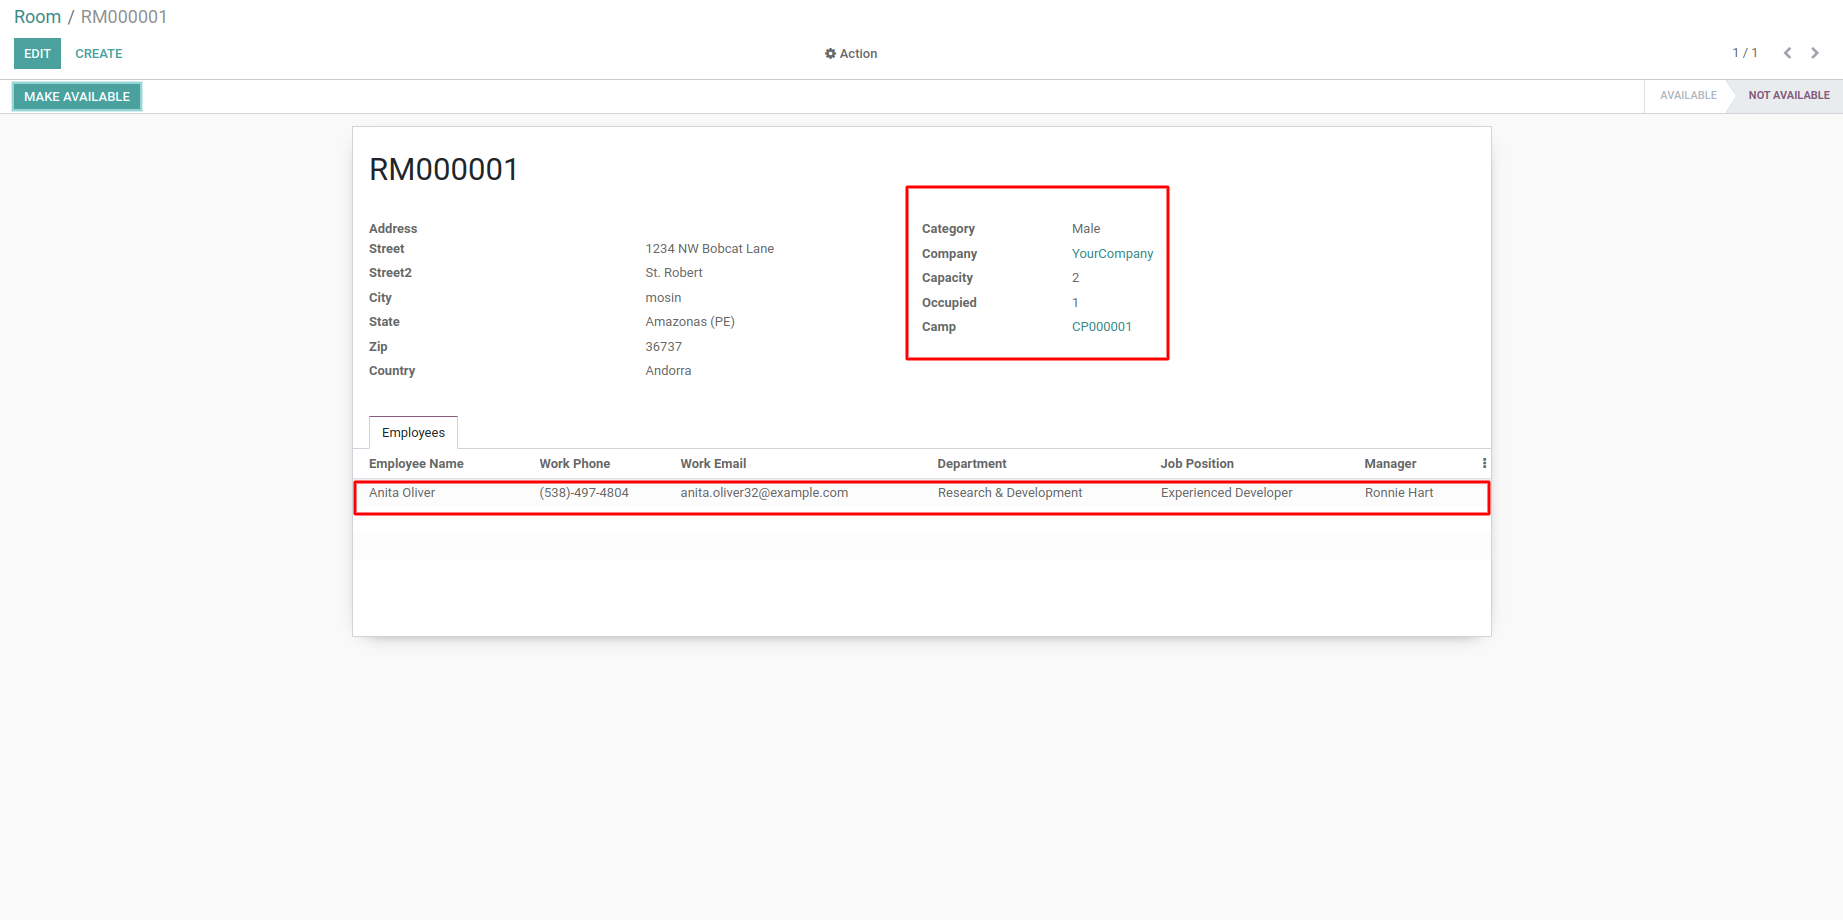 Room / RM000001
EDIT CREATE Action 1 / 1
MAKE AVAILABLE AVAILABLE NOT AVAILABLE
RM000001
Address
Street 1234 NW Bobcat Lane
Street2 St. Robert
City mosin
State Amazonas (PE)
Zip 36737
Country Andorra
Category Male
Company YourCompany
Capacity 2
Occupied 1
Camp CP000001
Employees
Employee Name Work Phone Work Email Department Job Position Manager
Anita Oliver (538)-497-4804 anita.oliver32@example.com Research & Development Experienced Developer Ronnie Hart